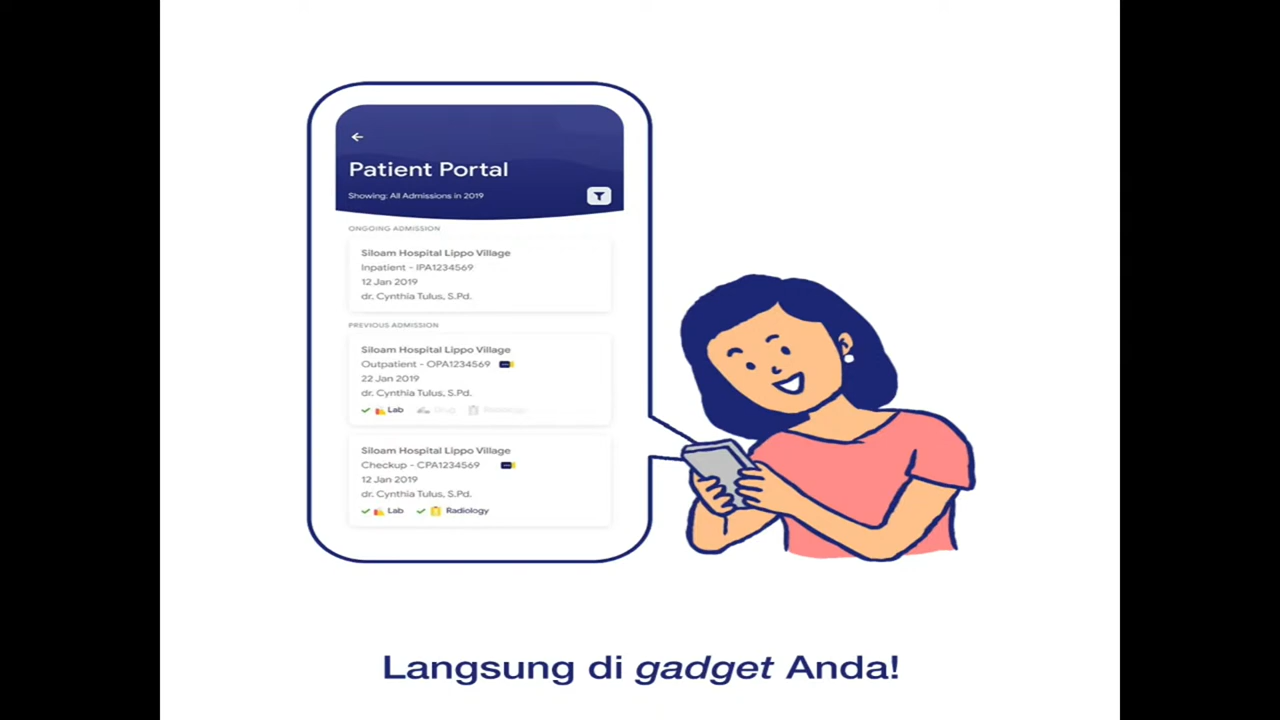 Patient Portal
Showing: All Admissions in 2019
ONGOING ADMISSION
Siloam Hospital Lippo Village
Inpatient - IPA1234569
12 Jan 2019
dr. Cynthia Tulus, S.Pd.
PREVIOUS ADMISSION
Siloam Hospital Lippo Village
Outpatient - OPA1234569
22 Jan 2019
dr. Cynthia Tulus, S.Pd.
Lab Drug Radiology
Siloam Hospital Lippo Village
Checkup - CPA1234569
12 Jan 2019
dr. Cynthia Tulus, S.Pd.
Lab Radiology
Langsung di gadget Anda!